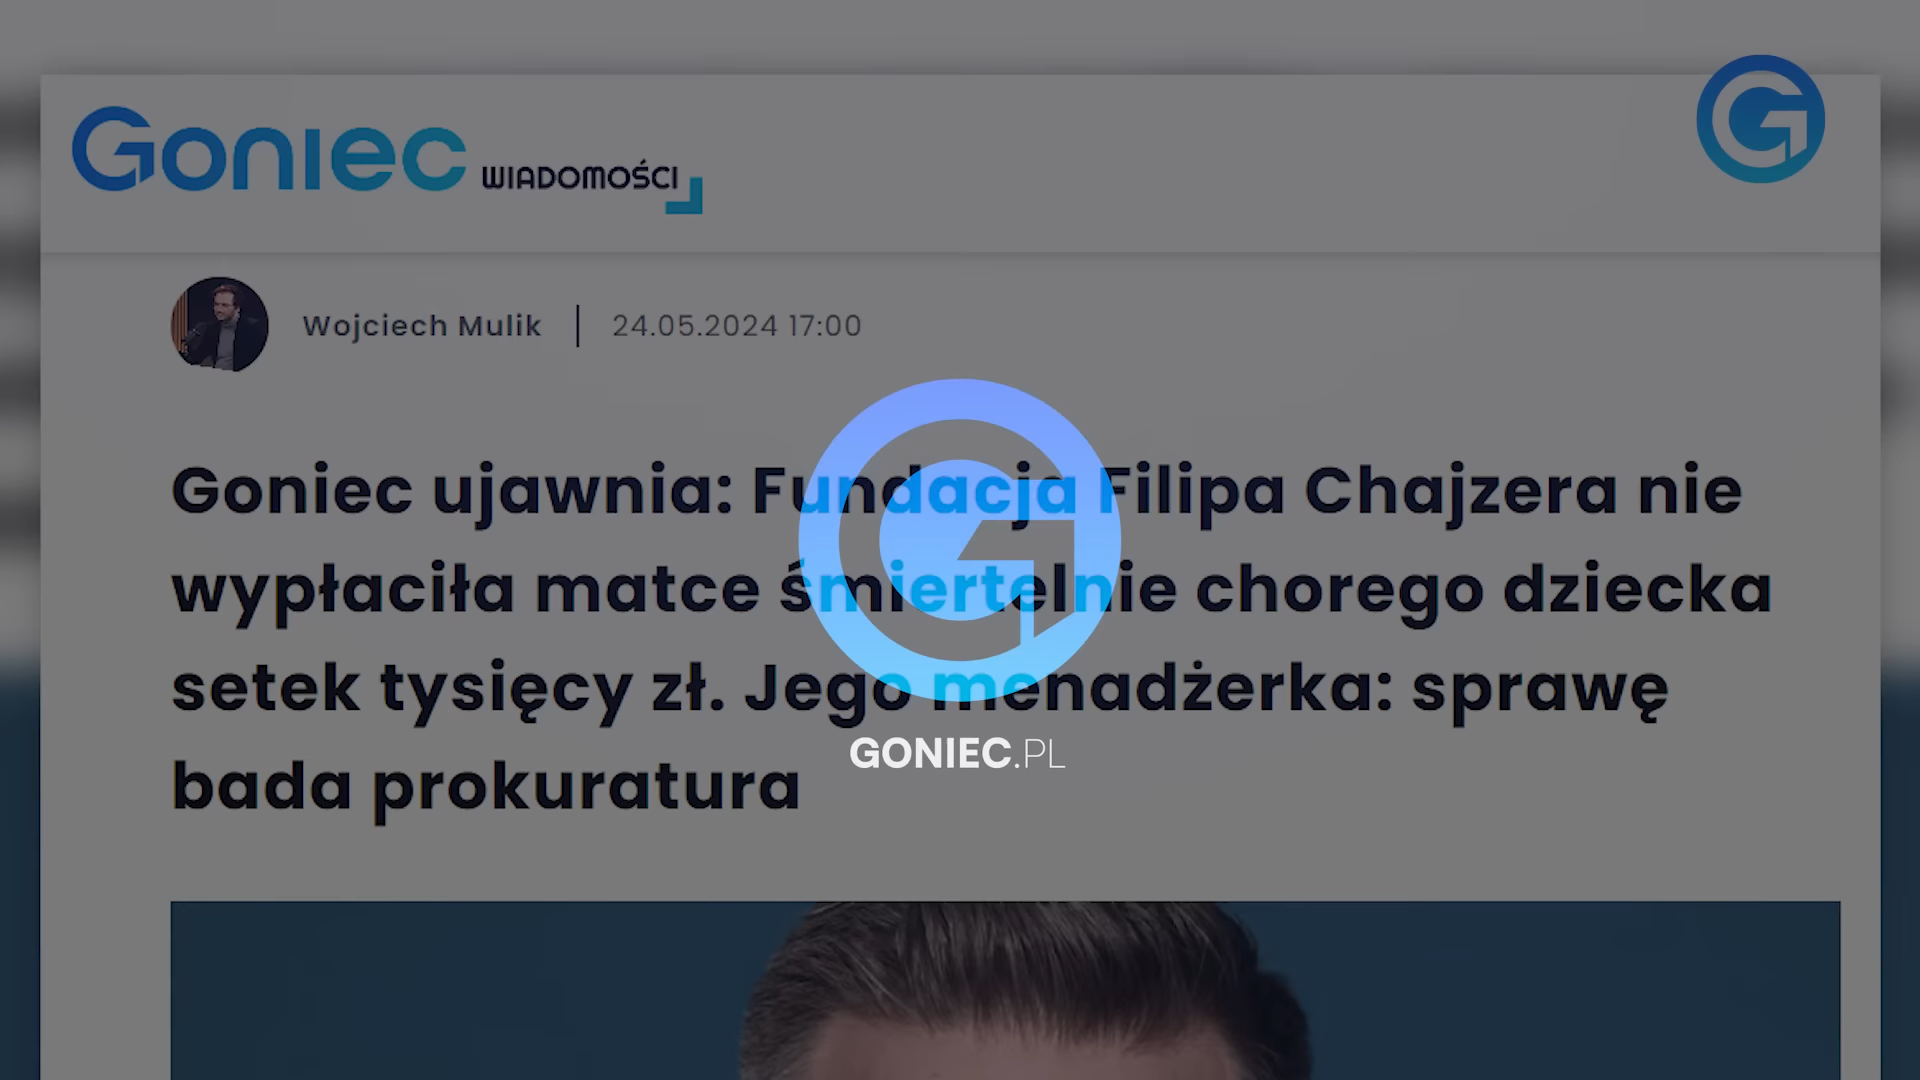 Goniec WIADOMOŚCI
Wojciech Mulik | 24.05.2024 17:00
Goniec ujawnia: Fundacja Filipa Chajzera nie
wypłaciła matce śmiertelnie chorego dziecka
setek tysięcy zł. Jego menadżerka: sprawę
bada prokuratura
GONIEC.PL